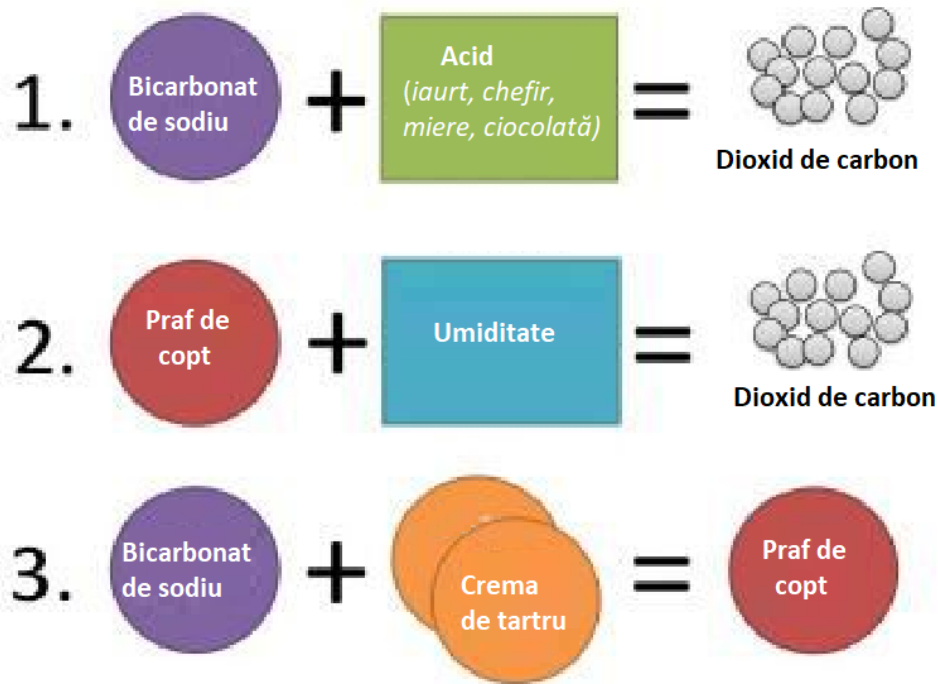 1.
Bicarbonat
de sodiu
+
Acid
(iaurt, chefir,
miere, ciocolată)
=
Dioxid de carbon
2.
Praf de
copt
+
Umiditate
=
Dioxid de carbon
3.
Bicarbonat
de sodiu
+
Crema
de tartru
=
Praf de
copt